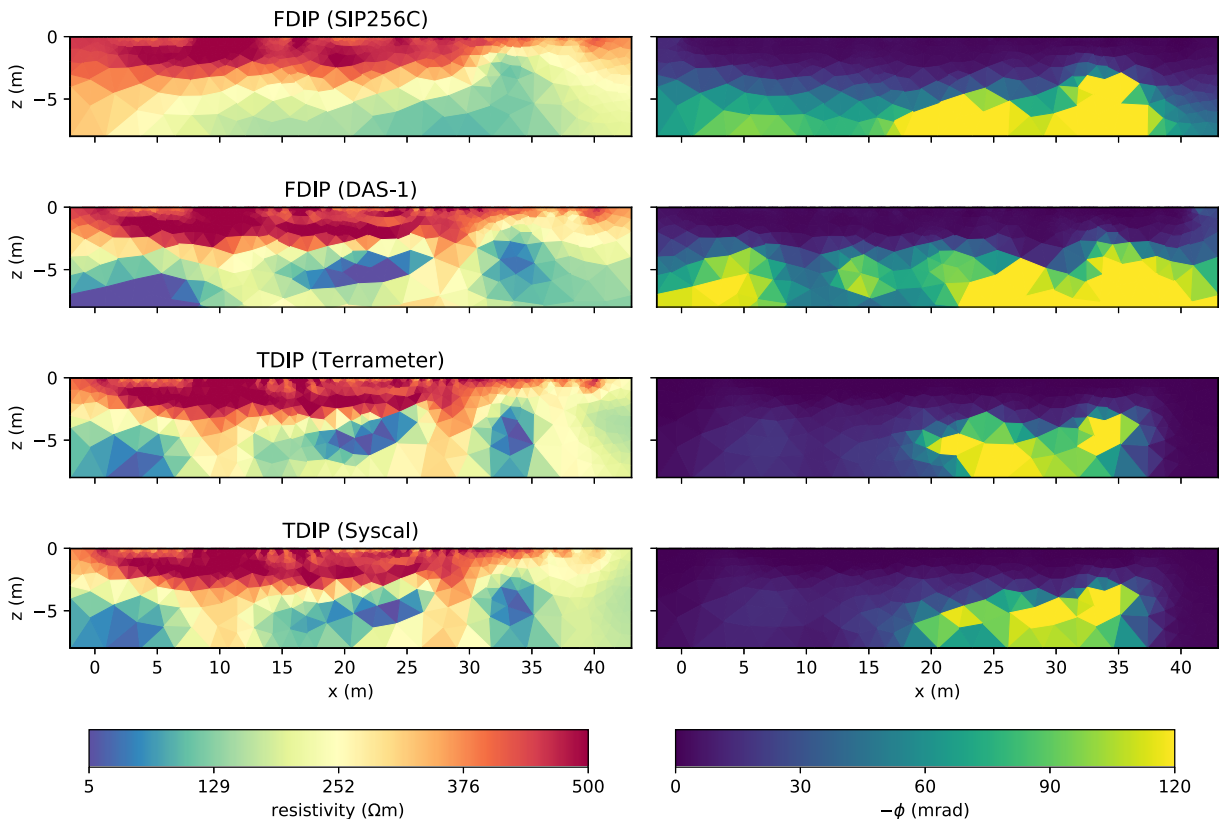 FDIP (SIP256C)
0
−5
z (m)
FDIP (DAS-1)
0
−5
z (m)
TDIP (Terrameter)
0
−5
z (m)
TDIP (Syscal)
0
−5
z (m)
0 5 10 15 20 25 30 35 40
x (m)
0 5 10 15 20 25 30 35 40
x (m)
5 129 252 376 500
resistivity (Ωm)
0 30 60 90 120
−ϕ (mrad)